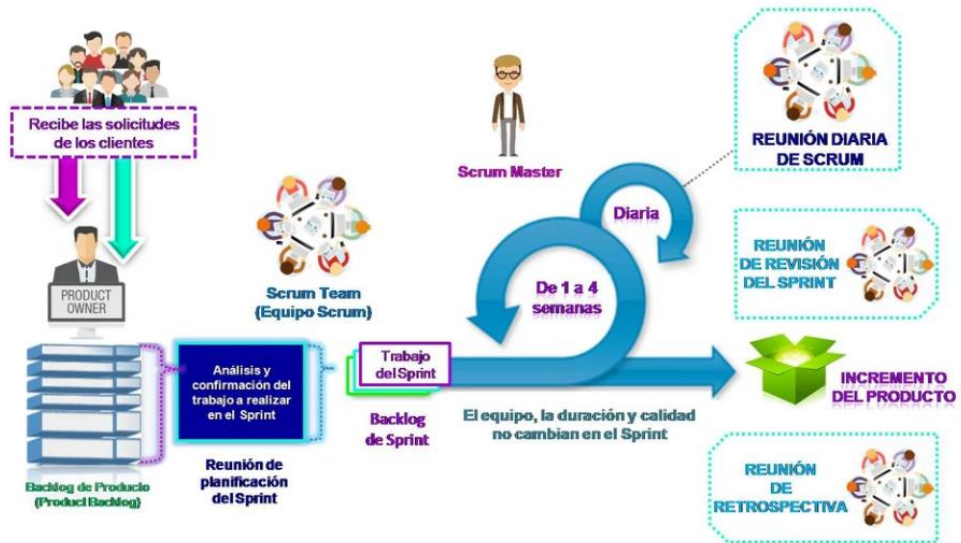 Recibe las solicitudes
de los clientes
PRODUCT
OWNER
Backlog de Producto
(Product Backlog)
Análisis y
confirmación del
trabajo a realizar
en el Sprint
Reunión de
planificación
del Sprint
Scrum Team
(Equipo Scrum)
Trabajo
del Sprint
Backlog
de Sprint
Scrum Master
De 1 a 4
semanas
Diaria
El equipo, la duración y calidad
no cambian en el Sprint
REUNIÓN DIARIA
DE SCRUM
REUNIÓN
DE REVISIÓN
DEL SPRINT
INCREMENTO
DEL PRODUCTO
REUNIÓN
DE
RETROSPECTIVA